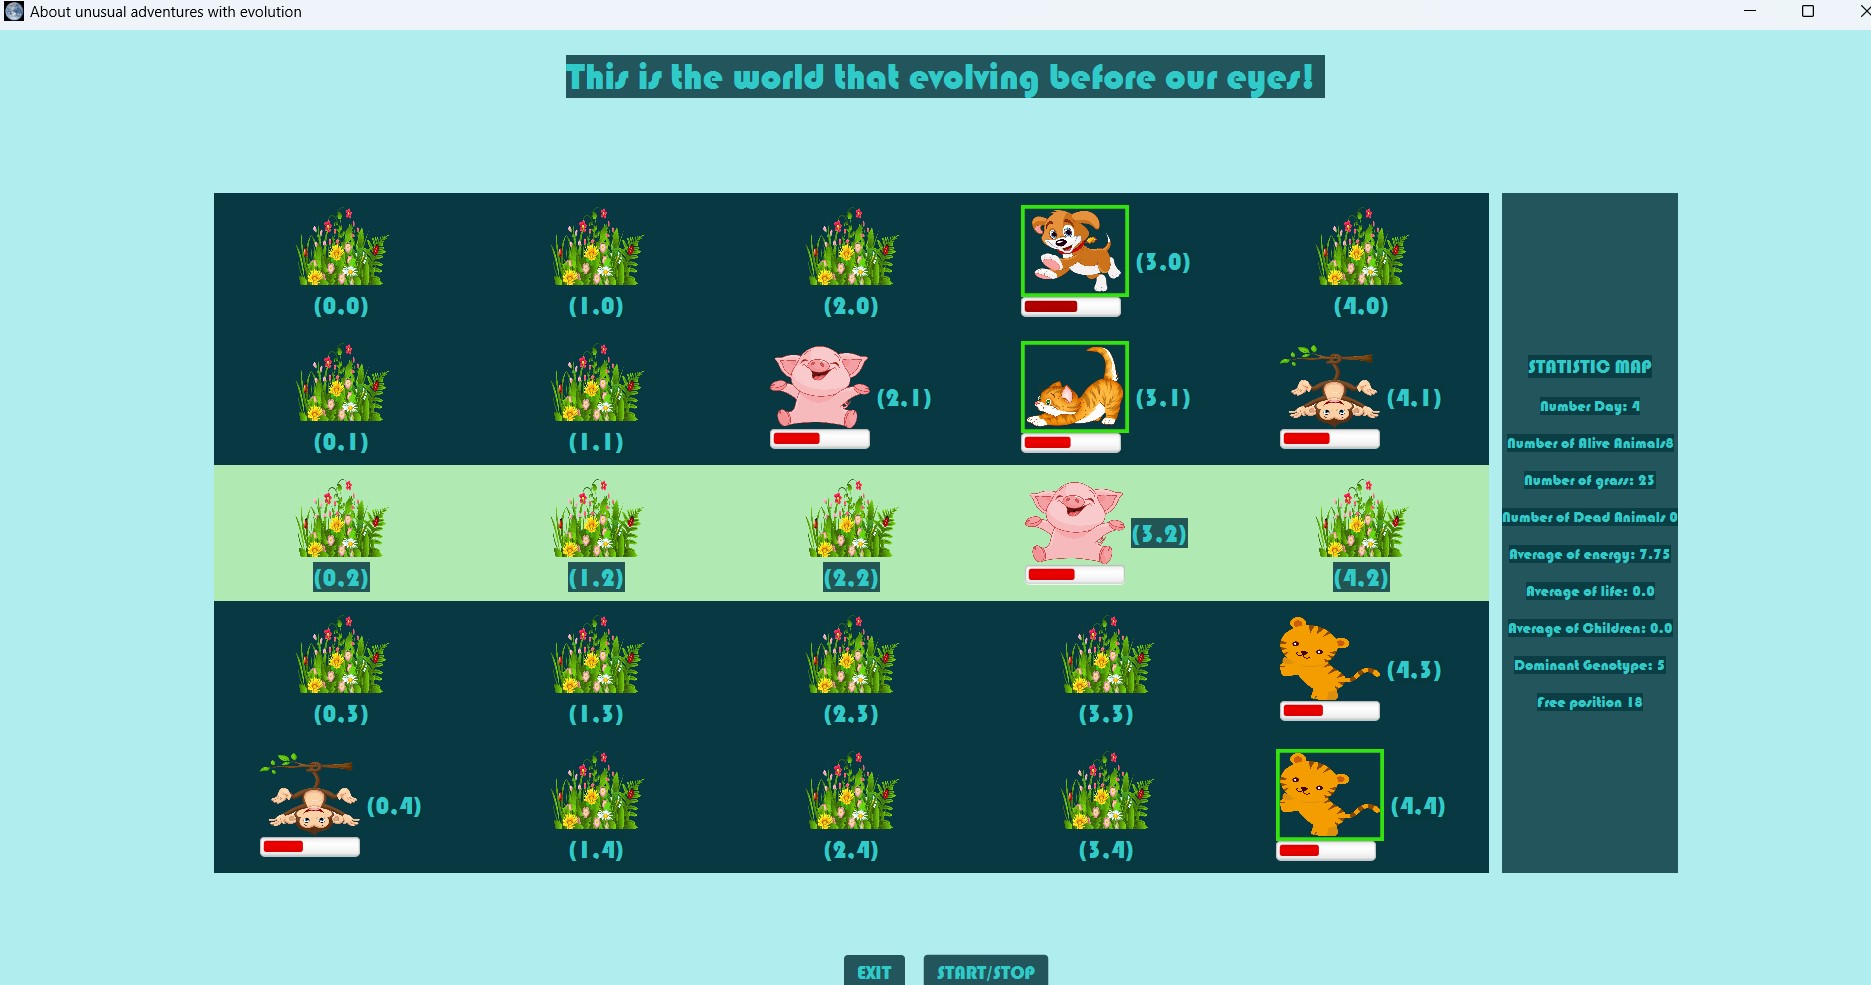 About unusual adventures with evolution
This is the world that evolving before our eyes!
(0,0) (1,0) (2,0) (3,0) (4,0)
(0,1) (1,1) (2,1) (3,1) (4,1)
(0,2) (1,2) (2,2) (3,2) (4,2)
(0,3) (1,3) (2,3) (3,3) (4,3)
(0,4) (1,4) (2,4) (3,4) (4,4)
STATISTIC MAP
Number Day: 4
Number of Alive Animals8
Number of grass: 23
Number of Dead Animals 0
Average of energy: 7.75
Average of life: 0.0
Average of Children: 0.0
Dominant Genotype: 5
Free position 18
EXIT START/STOP